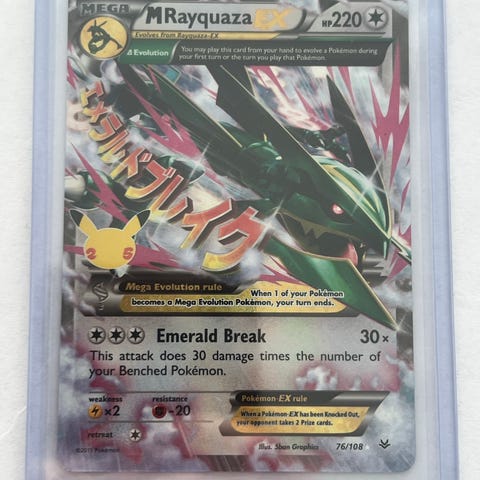 MEGA
M Rayquaza EX HP220
Evolves from Rayquaza-EX
Δ Evolution
You may play this card from your hand to evolve a Pokémon during
your first turn or the turn you play that Pokémon.
エメラルドブレイク
25
Mega Evolution rule
When 1 of your Pokémon
becomes a Mega Evolution Pokémon, your turn ends.
Emerald Break 30×
This attack does 30 damage times the number of
your Benched Pokémon.
weakness resistance
×2 -20
retreat
Pokémon-EX rule
When a Pokémon-EX has been Knocked Out,
your opponent takes 2 Prize cards.
Illus. 5ban Graphics
76/108
©2015 Pokémon